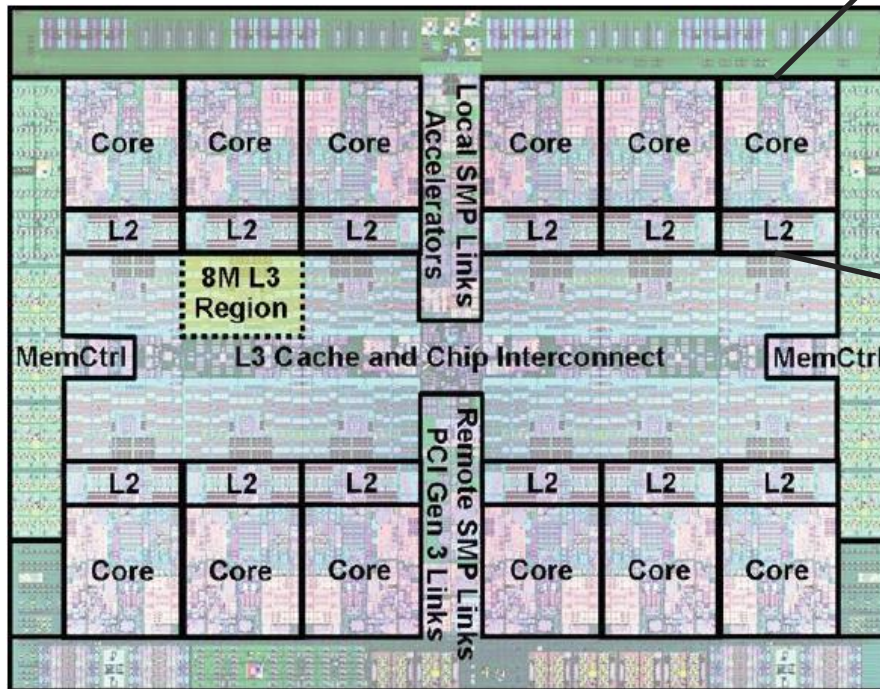 Core Core Core Core Core Core
L2 L2 L2 L2 L2 L2
Local SMP Links
Accelerators
8M L3
Region
MemCtrl L3 Cache and Chip Interconnect MemCtrl
Remote SMP Links
PCI Gen 3 Links
L2 L2 L2 L2 L2 L2
Core Core Core Core Core Core